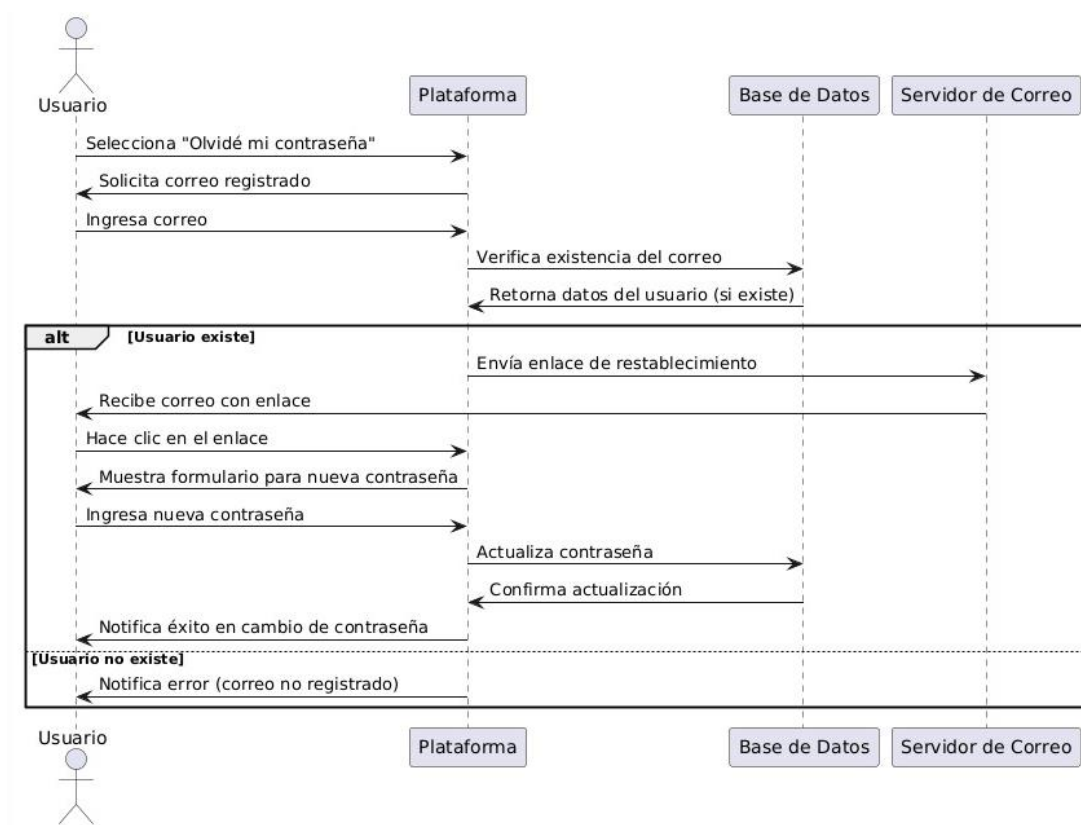 Usuario
Plataforma
Base de Datos
Servidor de Correo
Selecciona "Olvidé mi contraseña"
Solicita correo registrado
Ingresa correo
Verifica existencia del correo
Retorna datos del usuario (si existe)
alt
[Usuario existe]
Envía enlace de restablecimiento
Recibe correo con enlace
Hace clic en el enlace
Muestra formulario para nueva contraseña
Ingresa nueva contraseña
Actualiza contraseña
Confirma actualización
Notifica éxito en cambio de contraseña
[Usuario no existe]
Notifica error (correo no registrado)
Usuario
Plataforma
Base de Datos
Servidor de Correo